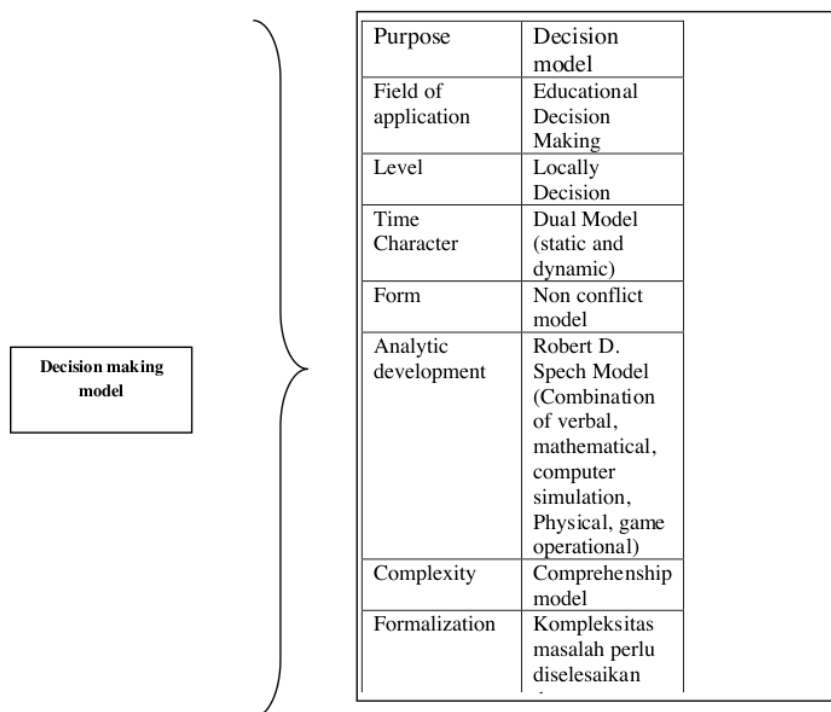 Decision making
model
Purpose
Decision
model
Field of
application
Educational
Decision
Making
Level
Locally
Decision
Time
Character
Dual Model
(static and
dynamic)
Form
Non conflict
model
Analytic
development
Robert D.
Spech Model
(Combination
of verbal,
mathematical,
computer
simulation,
Physical, game
operational)
Complexity
Comprehenship
model
Formalization
Kompleksitas
masalah perlu
diselesaikan